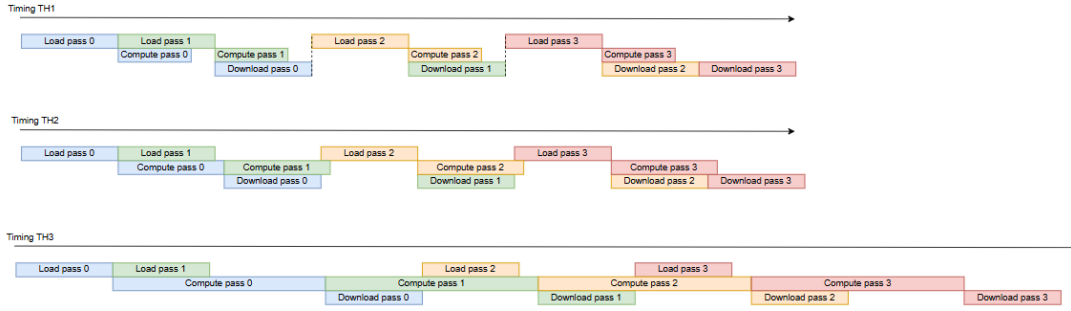 Timing TH1
Load pass 0 Load pass 1 Load pass 2 Load pass 3
Compute pass 0 Compute pass 1 Compute pass 2 Compute pass 3
Download pass 0 Download pass 1 Download pass 2 Download pass 3
Timing TH2
Load pass 0 Load pass 1 Load pass 2 Load pass 3
Compute pass 0 Compute pass 1 Compute pass 2 Compute pass 3
Download pass 0 Download pass 1 Download pass 2 Download pass 3
Timing TH3
Load pass 0 Load pass 1 Load pass 2 Load pass 3
Compute pass 0 Compute pass 1 Compute pass 2 Compute pass 3
Download pass 0 Download pass 1 Download pass 2 Download pass 3